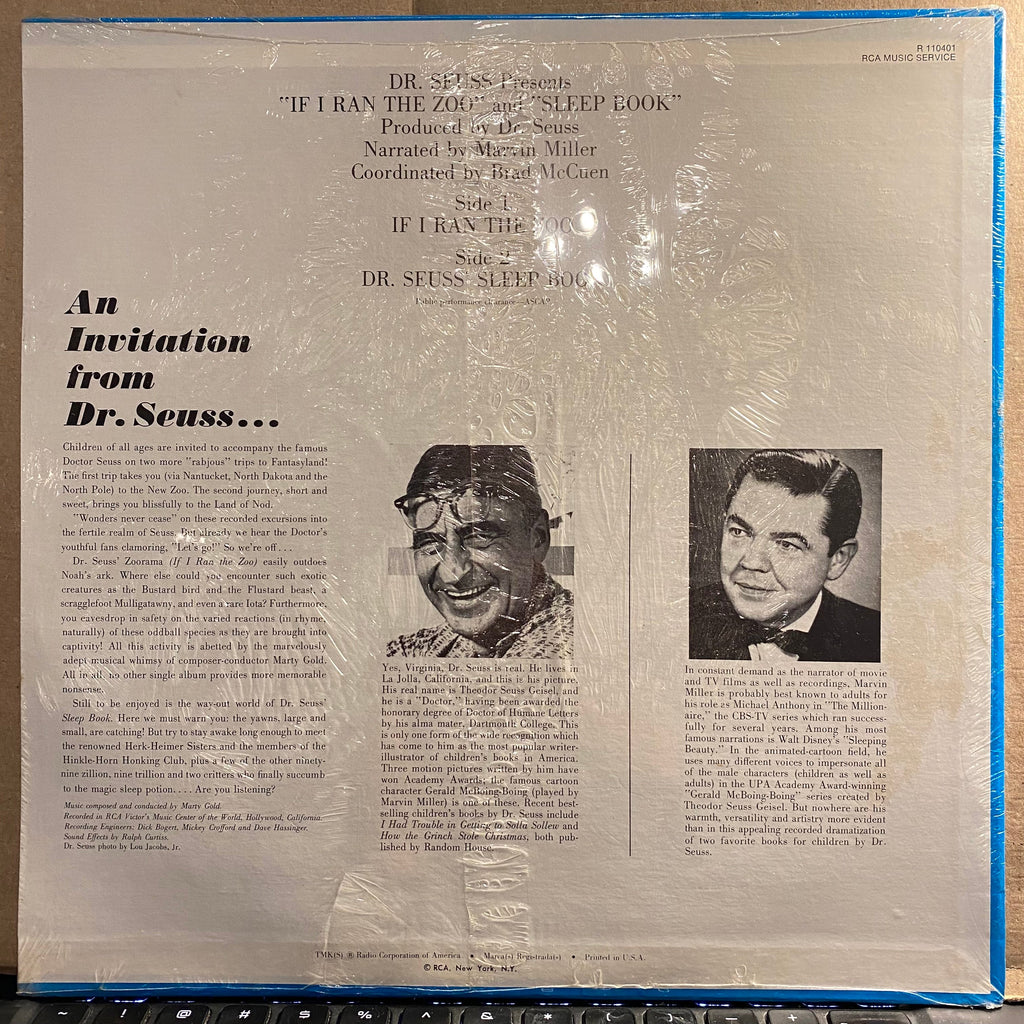 R 110401
RCA MUSIC SERVICE
DR. SEUSS Presents
"IF I RAN THE ZOO" and "SLEEP BOOK"
Produced by Dr. Seuss
Narrated by Marvin Miller
Coordinated by Brad McCuen
Side 1
IF I RAN THE ZOO
Side 2
DR. SEUSS' SLEEP BOOK
Public performance clearance—ASCAP
An
Invitation
from
Dr. Seuss...
Children of all ages are invited to accompany the famous
Doctor Seuss on two more "rabjous" trips to Fantasyland!
The first trip takes you (via Nantucket, North Dakota and the
North Pole) to the New Zoo. The second journey, short and
sweet, brings you blissfully to the Land of Nod.
"Wonders never cease" on these recorded excursions into
the fertile realm of Seuss. But already we hear the Doctor's
youthful fans clamoring, "Let's go!" So we're off . . .
Dr. Seuss' Zoorama (If I Ran the Zoo) easily outdoes
Noah's ark. Where else could you encounter such exotic
creatures as the Bustard bird and the Flustard beast, a
scragglefoot Mulligatawny, and even a rare Iota? Furthermore,
you eavesdrop in safety on the varied reactions (in rhyme,
naturally) of these oddball species as they are brought into
captivity! All this activity is abetted by the marvelously
adept musical whimsy of composer-conductor Marty Gold.
All in all, no other single album provides more memorable
nonsense.
Still to be enjoyed is the way-out world of Dr. Seuss'
Sleep Book. Here we must warn you: the yawns, large and
small, are catching! But try to stay awake long enough to meet
the renowned Herk-Heimer Sisters and the members of the
Hinkle-Horn Honking Club, plus a few of the other ninety-
nine zillion, nine trillion and two critters who finally succumb
to the magic sleep potion. . . . Are you listening?
Music composed and conducted by Marty Gold.
Recorded in RCA Victor's Music Center of the World, Hollywood, California.
Recording Engineers: Dick Bogert, Mickey Crofford and Dave Hassinger.
Sound Effects by Ralph Curtiss.
Dr. Seuss photo by Lou Jacobs, Jr.
Yes, Virginia, Dr. Seuss is real. He lives in
La Jolla, California, and this is his picture.
His real name is Theodor Seuss Geisel, and
he is a "Doctor," having been awarded the
honorary degree of Doctor of Humane Letters
by his alma mater, Dartmouth College. This
is only one form of the wide recognition which
has come to him as the most popular writer-
illustrator of children's books in America.
Three motion pictures written by him have
won Academy Awards; the famous cartoon
character Gerald McBoing-Boing (played by
Marvin Miller) is one of these. Recent best-
selling children's books by Dr. Seuss include
I Had Trouble in Getting to Solla Sollew and
How the Grinch Stole Christmas, both pub-
lished by Random House.
In constant demand as the narrator of movie
and TV films as well as recordings, Marvin
Miller is probably best known to adults for
his role as Michael Anthony in "The Million-
aire," the CBS-TV series which ran success-
fully for several years. Among his most
famous narrations is Walt Disney's "Sleeping
Beauty." In the animated-cartoon field, he
uses many different voices to impersonate all
of the male characters (children as well as
adults) in the UPA Academy Award-winning
"Gerald McBoing-Boing" series created by
Theodor Seuss Geisel. But nowhere are his
warmth, versatility and artistry more evident
than in this appealing recorded dramatization
of two favorite books for children by Dr.
Seuss.
TMK(S) ® Radio Corporation of America • Marca(s) Registrada(s) • Printed in U.S.A.
© RCA, New York, N.Y.
~ ! @ # $ % ^ & * ( ) _ +